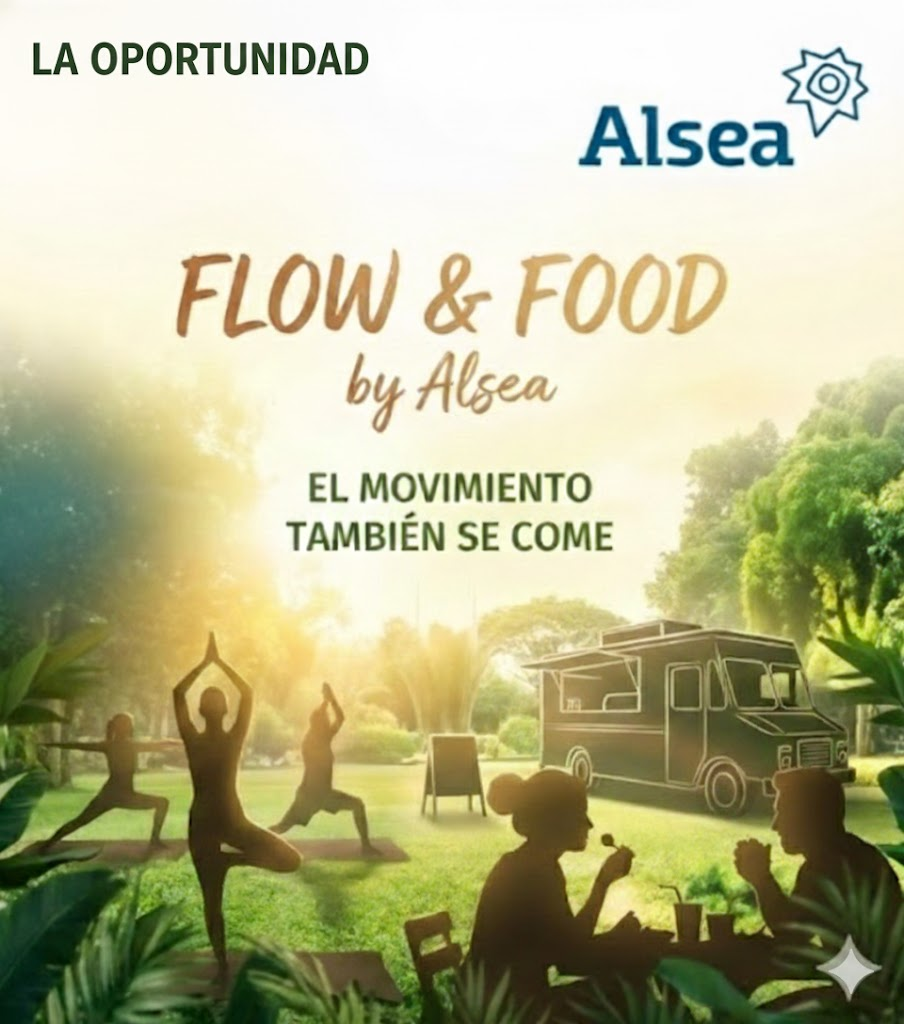 LA OPORTUNIDAD
Alsea
FLOW & FOOD
by Alsea
EL MOVIMIENTO
TAMBIÉN SE COME